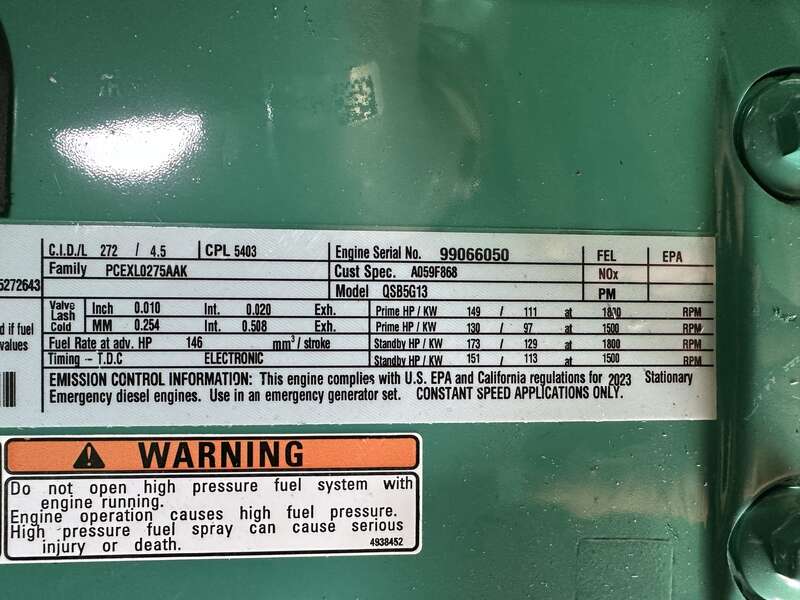 C.I.D./L 272 / 4.5 CPL 5403 Engine Serial No. 99066050 FEL EPA
Family PCEXL0275AAK Cust Spec. A059F868 NOx
5272643 Model QSB5G13 PM
Valve Lash Cold Inch 0.010 Int. 0.020 Exh. Prime HP / KW 149 / 111 at 1800 RPM
d if fuel MM 0.254 Int. 0.508 Exh. Prime HP / KW 130 / 97 at 1500 RPM
values Fuel Rate at adv. HP 146 mm³/ stroke Standby HP / KW 173 / 129 at 1800 RPM
Timing – T.D.C ELECTRONIC Standby HP / KW 151 / 113 at 1500 RPM
EMISSION CONTROL INFORMATION: This engine complies with U.S. EPA and California regulations for 2023 Stationary
Emergency diesel engines. Use in an emergency generator set. CONSTANT SPEED APPLICATIONS ONLY.
WARNING
Do not open high pressure fuel system with
engine running.
Engine operation causes high fuel pressure.
High pressure fuel spray can cause serious
injury or death.
4938452